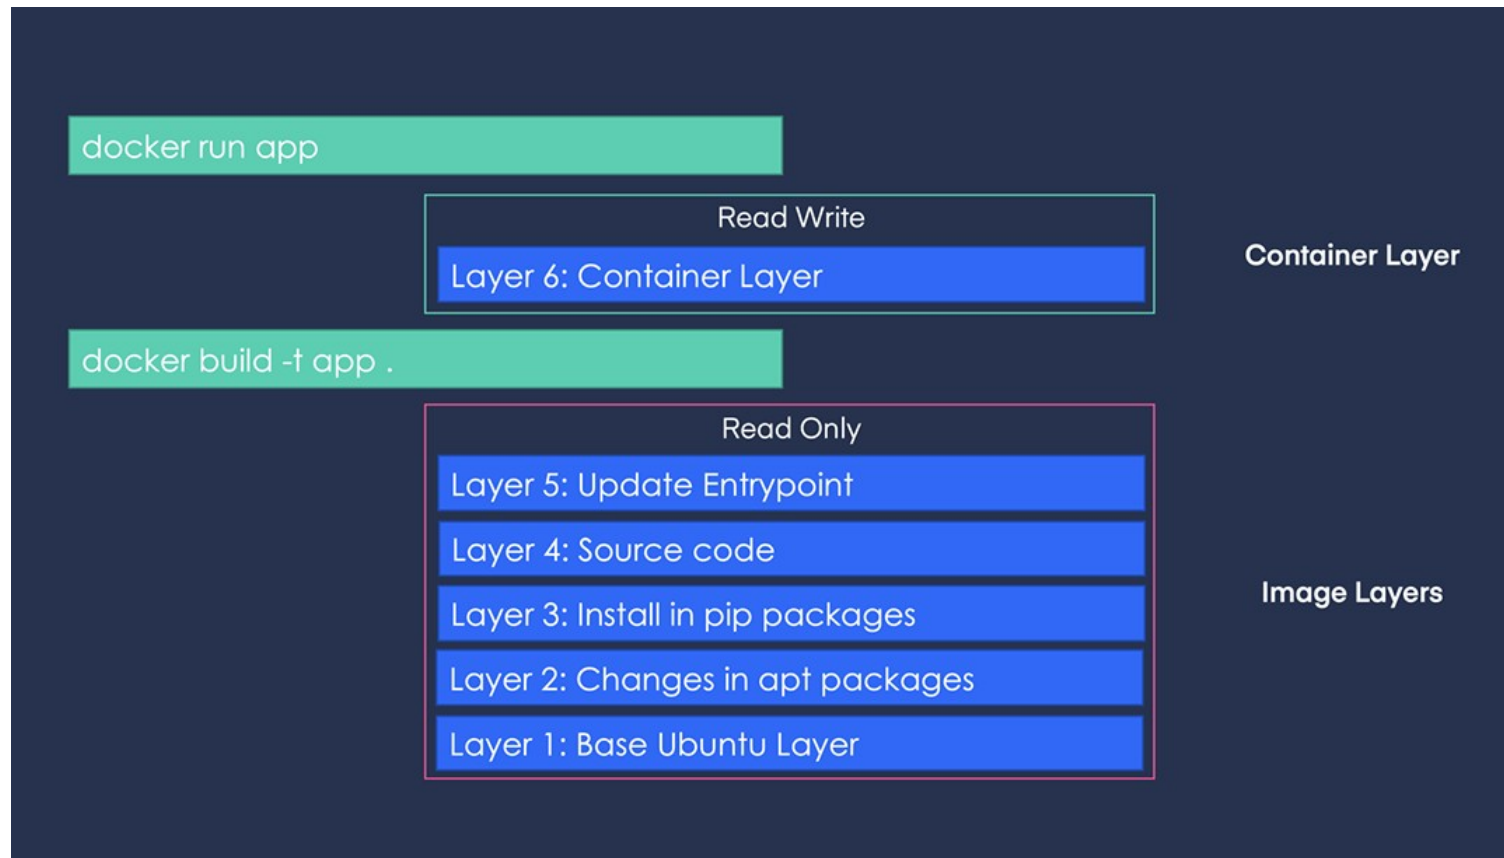 docker run app
Read Write
Layer 6: Container Layer
Container Layer
docker build -t app .
Read Only
Layer 5: Update Entrypoint
Layer 4: Source code
Layer 3: Install in pip packages
Layer 2: Changes in apt packages
Layer 1: Base Ubuntu Layer
Image Layers